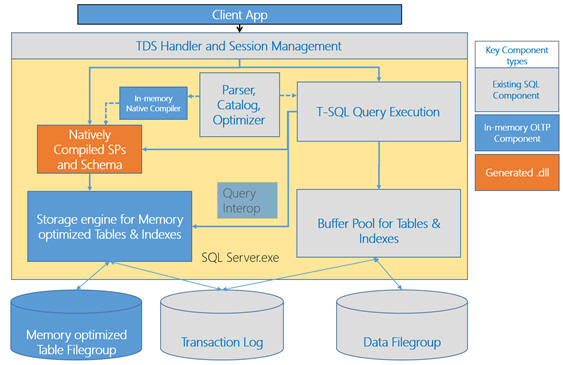 Client App
TDS Handler and Session Management
Key Component
types
Existing SQL
Component
In-memory OLTP
Component
Generated .dll
In-memory
Native Compiler
Parser,
Catalog,
Optimizer
T-SQL Query Execution
Natively
Compiled SPs
and Schema
Query
Interop
Storage engine for Memory
optimized Tables & Indexes
Buffer Pool for Tables &
Indexes
SQL Server.exe
Memory optimized
Table Filegroup
Transaction Log
Data Filegroup